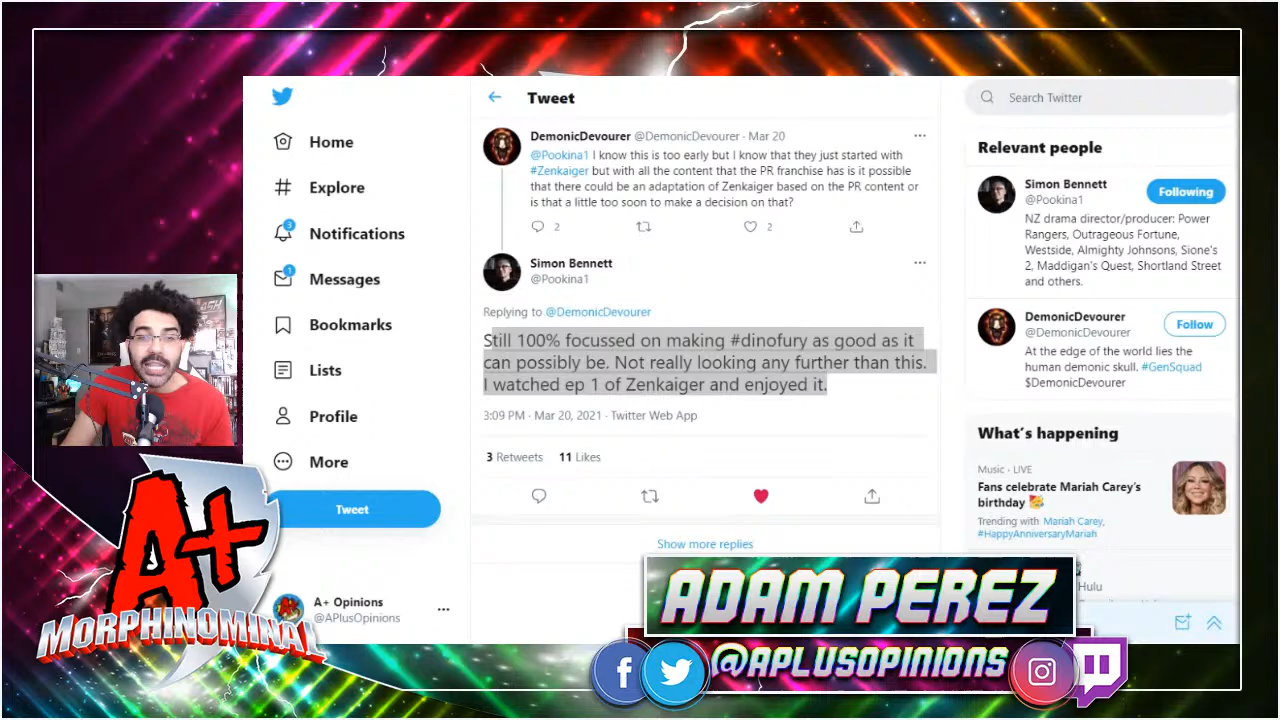 Home
Explore
3
Notifications
1
Messages
Bookmarks
Lists
Profile
More
Tweet
A+ Opinions
@APlusOpinions
Tweet
DemonicDevourer @DemonicDevourer · Mar 20
@Pookina1 I know this is too early but I know that they just started with
#Zenkaiger but with all the content that the PR franchise has is it possible
that there could be an adaptation of Zenkaiger based on the PR content or
is that a little too soon to make a decision on that?
2
2
Simon Bennett
@Pookina1
Replying to @DemonicDevourer
Still 100% focussed on making #dinofury as good as it
can possibly be. Not really looking any further than this.
I watched ep 1 of Zenkaiger and enjoyed it.
3:09 PM · Mar 20, 2021 · Twitter Web App
3 Retweets 11 Likes
Show more replies
Search Twitter
Relevant people
Simon Bennett
@Pookina1
Following
NZ drama director/producer: Power
Rangers, Outrageous Fortune,
Westside, Almighty Johnsons, Sione's
2, Maddigan's Quest, Shortland Street
and others.
DemonicDevourer
@DemonicDevourer
Follow
At the edge of the world lies the
human demonic skull. #GenSquad
$DemonicDevourer
What's happening
Music · LIVE
Fans celebrate Mariah Carey's
birthday 🥳
Trending with Mariah Carey,
#HappyAnniversaryMariah
Hulu
A+
MORPHINOMINAL
ADAM PEREZ
@APLUSOPINIONS